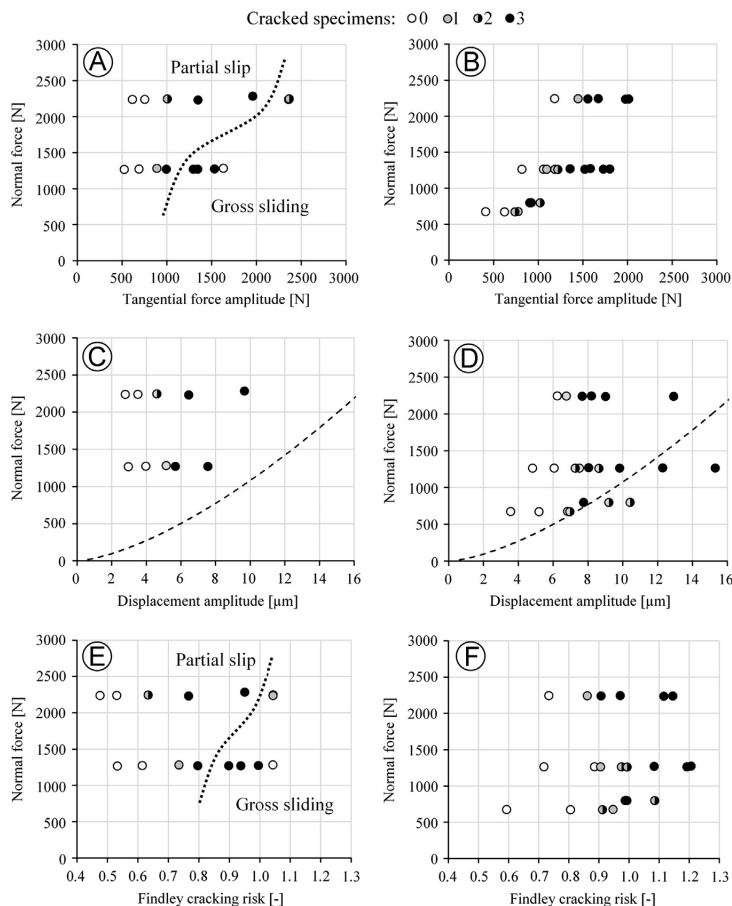 Cracked specimens: 0 1 2 3
A
Partial slip
Gross sliding
Normal force [N]
3000
2500
2000
1500
1000
500
0
0 500 1000 1500 2000 2500 3000
Tangential force amplitude [N]
B
Normal force [N]
3000
2500
2000
1500
1000
500
0
0 500 1000 1500 2000 2500 3000
Tangential force amplitude [N]
C
Normal force [N]
3000
2500
2000
1500
1000
500
0
0 2 4 6 8 10 12 14 16
Displacement amplitude [µm]
D
Normal force [N]
3000
2500
2000
1500
1000
500
0
0 2 4 6 8 10 12 14 16
Displacement amplitude [µm]
E
Partial slip
Gross sliding
Normal force [N]
3000
2500
2000
1500
1000
500
0
0.4 0.5 0.6 0.7 0.8 0.9 1.0 1.1 1.2 1.3
Findley cracking risk [-]
F
Normal force [N]
3000
2500
2000
1500
1000
500
0
0.4 0.5 0.6 0.7 0.8 0.9 1.0 1.1 1.2 1.3
Findley cracking risk [-]